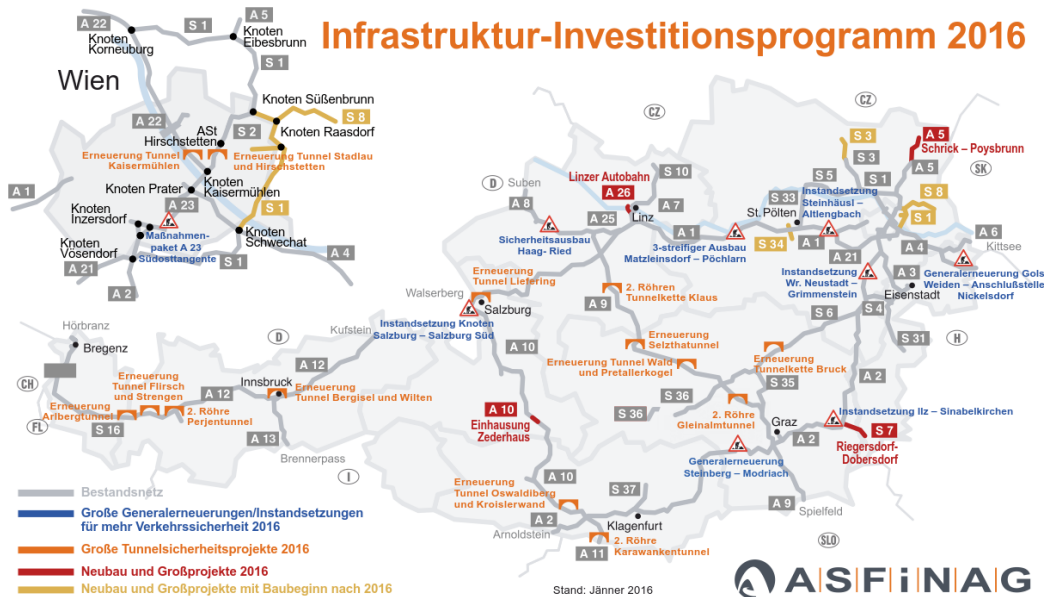 Infrastruktur-Investitionsprogramm 2016
Wien
A 22
Knoten
Korneuburg
S 1
A 5
Knoten
Eibesbrunn
S 1
Knoten Süßenbrunn
S 8
Knoten Raasdorf
A 22
ASt
Hirschstetten
S 2
Erneuerung Tunnel
Kaisermühlen
Erneuerung Tunnel Stadlau
und Hirschstetten
A 1
Knoten Prater
Knoten
Kaisermühlen
A 23
Knoten
Inzersdorf
Maßnahmen-
paket A 23
Südosttangente
Knoten
Vösendorf
S 1
Knoten
Schwechat
S 1
A 4
A 21
A 2
CZ
CZ
SK
D
Suben
A 8
Sicherheitsausbau
Haag- Ried
Linzer Autobahn
A 26
S 10
Linz
A 7
A 25
A 1
3-streifiger Ausbau
Matzleinsdorf – Pöchlarn
St. Pölten
S 33
S 34
S 5
Instandsetzung
Steinhäusl –
Altlengbach
A 1
A 21
S 3
S 3
A 5
Schrick – Poysbrunn
A 5
S 1
S 8
S 1
A 4
A 6
Kittsee
Generalerneuerung Gols
Weiden – Anschlußstelle
Nickelsdorf
Instandsetzung
Wr. Neustadt –
Grimmenstein
A 3
Eisenstadt
S 4
S 6
S 31
H
Erneuerung
Tunnel Liefering
Walserberg
Salzburg
Instandsetzung Knoten
Salzburg – Salzburg Süd
A 10
2. Röhren
Tunnelkette Klaus
A 9
Erneuerung
Selzthatunnel
Erneuerung Tunnel Wald
und Pretallerkogel
Erneuerung
Tunnelkette Bruck
S 35
S 36
S 36
2. Röhre
Gleinalmtunnel
A 2
Instandsetzung Ilz – Sinabelkirchen
Graz
A 2
S 7
Riegersdorf-
Dobersdorf
Generalerneuerung
Steinberg – Modriach
A 9
Spielfeld
SLO
Hörbranz
Bregenz
CH
FL
D
Kufstein
A 12
Innsbruck
Erneuerung
Tunnel Bergisel und Wilten
A 12
Erneuerung
Tunnel Flirsch
und Strengen
Erneuerung
Arlbergtunnel
2. Röhre
Perjentunnel
S 16
A 13
Brennerpass
I
A 10
Einhausung
Zederhaus
A 10
Erneuerung
Tunnel Oswaldiberg
und Kroislerwand
S 37
Klagenfurt
A 2
Arnoldstein
A 11
2. Röhre
Karawankentunnel
Bestandsnetz
Große Generalerneuerungen/Instandsetzungen
für mehr Verkehrssicherheit 2016
Große Tunnelsicherheitsprojekte 2016
Neubau und Großprojekte 2016
Neubau und Großprojekte mit Baubeginn nach 2016
Stand: Jänner 2016
ASFiNAG